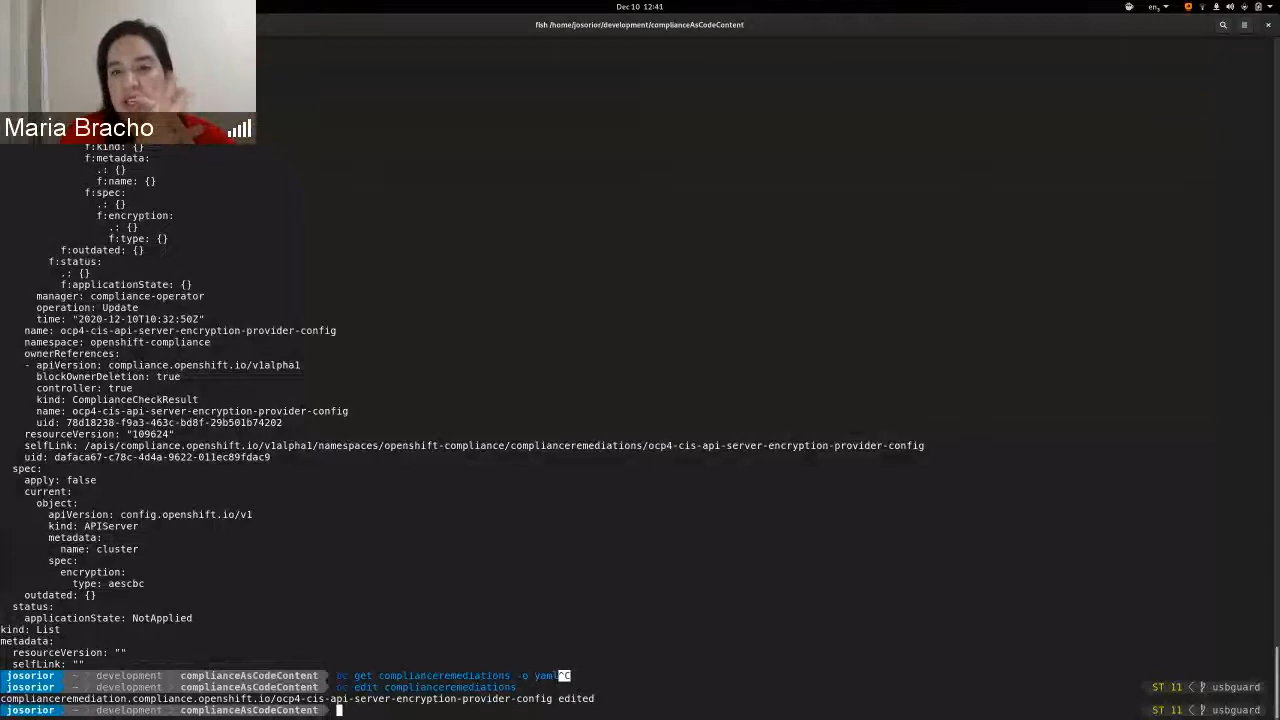 Dec 10 12:41
en₂
fish /home/josorior/development/complianceAsCodeContent
Maria Bracho
f:kind: {}
f:metadata:
.: {}
f:name: {}
f:spec:
.: {}
f:encryption:
.: {}
f:type: {}
f:outdated: {}
f:status:
.: {}
f:applicationState: {}
manager: compliance-operator
operation: Update
time: "2020-12-10T10:32:50Z"
name: ocp4-cis-api-server-encryption-provider-config
namespace: openshift-compliance
ownerReferences:
- apiVersion: compliance.openshift.io/v1alpha1
blockOwnerDeletion: true
controller: true
kind: ComplianceCheckResult
name: ocp4-cis-api-server-encryption-provider-config
uid: 78d18238-f9a3-463c-bd8f-29b501b74202
resourceVersion: "109624"
selfLink: /apis/compliance.openshift.io/v1alpha1/namespaces/openshift-compliance/complianceremediations/ocp4-cis-api-server-encryption-provider-config
uid: dafaca67-c78c-4d4a-9622-011ec89fdac9
spec:
apply: false
current:
object:
apiVersion: config.openshift.io/v1
kind: APIServer
metadata:
name: cluster
spec:
encryption:
type: aescbc
outdated: {}
status:
applicationState: NotApplied
kind: List
metadata:
resourceVersion: ""
selfLink: ""
josorior ~ development complianceAsCodeContent oc get complianceremediations -o yaml^C
josorior ~ development complianceAsCodeContent oc edit complianceremediations ST 11 usbguard
complianceremediation.compliance.openshift.io/ocp4-cis-api-server-encryption-provider-config edited
josorior ~ development complianceAsCodeContent ST 11 usbguard